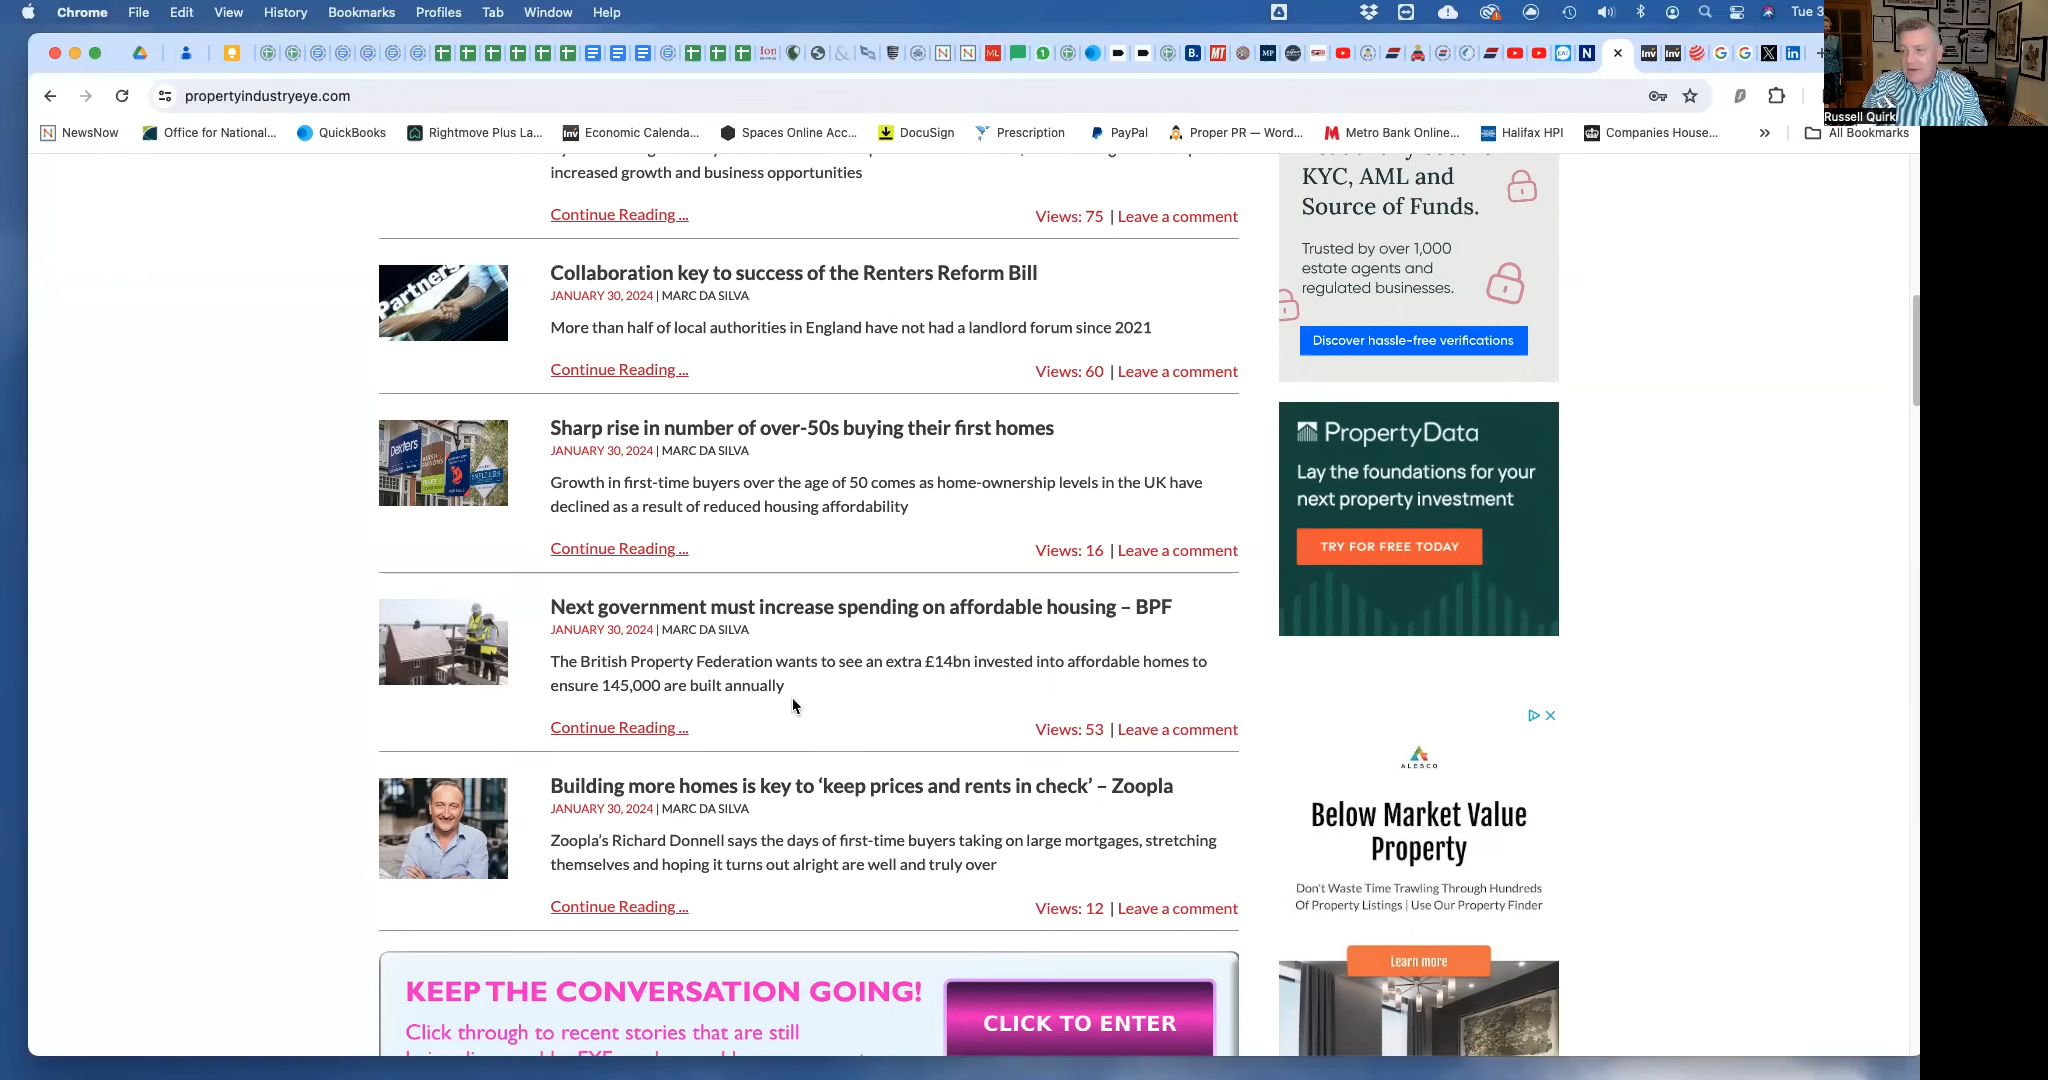 Chrome File Edit View History Bookmarks Profiles Tab Window Help
Tue 3
Russell Quirk
propertyindustryeye.com
NewsNow
Office for National...
QuickBooks
Rightmove Plus La...
Economic Calenda...
Spaces Online Acc...
DocuSign
Prescription
PayPal
Proper PR — Word...
Metro Bank Online...
Halifax HPI
Companies House...
All Bookmarks
increased growth and business opportunities
Continue Reading ...
Views: 75 | Leave a comment
Partners
Collaboration key to success of the Renters Reform Bill
JANUARY 30, 2024 | MARC DA SILVA
More than half of local authorities in England have not had a landlord forum since 2021
Continue Reading ...
Views: 60 | Leave a comment
Dexters
Sharp rise in number of over-50s buying their first homes
JANUARY 30, 2024 | MARC DA SILVA
Growth in first-time buyers over the age of 50 comes as home-ownership levels in the UK have
declined as a result of reduced housing affordability
Continue Reading ...
Views: 16 | Leave a comment
Next government must increase spending on affordable housing – BPF
JANUARY 30, 2024 | MARC DA SILVA
The British Property Federation wants to see an extra £14bn invested into affordable homes to
ensure 145,000 are built annually
Continue Reading ...
Views: 53 | Leave a comment
Building more homes is key to ‘keep prices and rents in check’ – Zoopla
JANUARY 30, 2024 | MARC DA SILVA
Zoopla’s Richard Donnell says the days of first-time buyers taking on large mortgages, stretching
themselves and hoping it turns out alright are well and truly over
Continue Reading ...
Views: 12 | Leave a comment
KEEP THE CONVERSATION GOING!
Click through to recent stories that are still
CLICK TO ENTER
KYC, AML and
Source of Funds.
Trusted by over 1,000
estate agents and
regulated businesses.
Discover hassle-free verifications
PropertyData
Lay the foundations for your
next property investment
TRY FOR FREE TODAY
ALESCO
Below Market Value
Property
Don't Waste Time Trawling Through Hundreds
Of Property Listings | Use Our Property Finder
Learn more